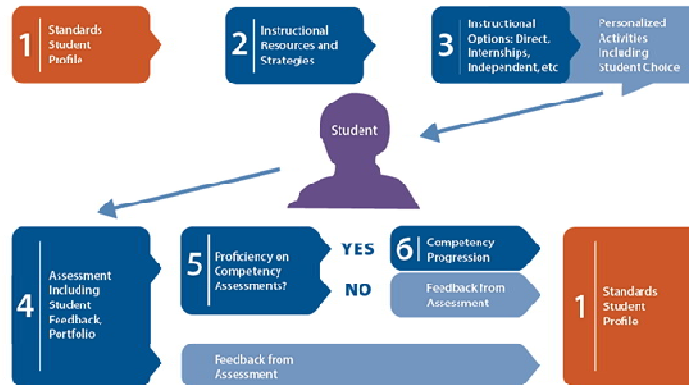 1
Standards
Student
Profile
2
Instructional
Resources and
Strategies
3
Instructional
Options: Direct,
Internships,
Independent, etc
Personalized
Activities
Including
Student Choice
Student
4
Assessment
Including
Student
Feedback,
Portfolio
5
Proficiency on
Competency
Assessments?
YES
NO
6
Competency
Progression
Feedback from
Assessment
1
Standards
Student
Profile
Feedback from
Assessment